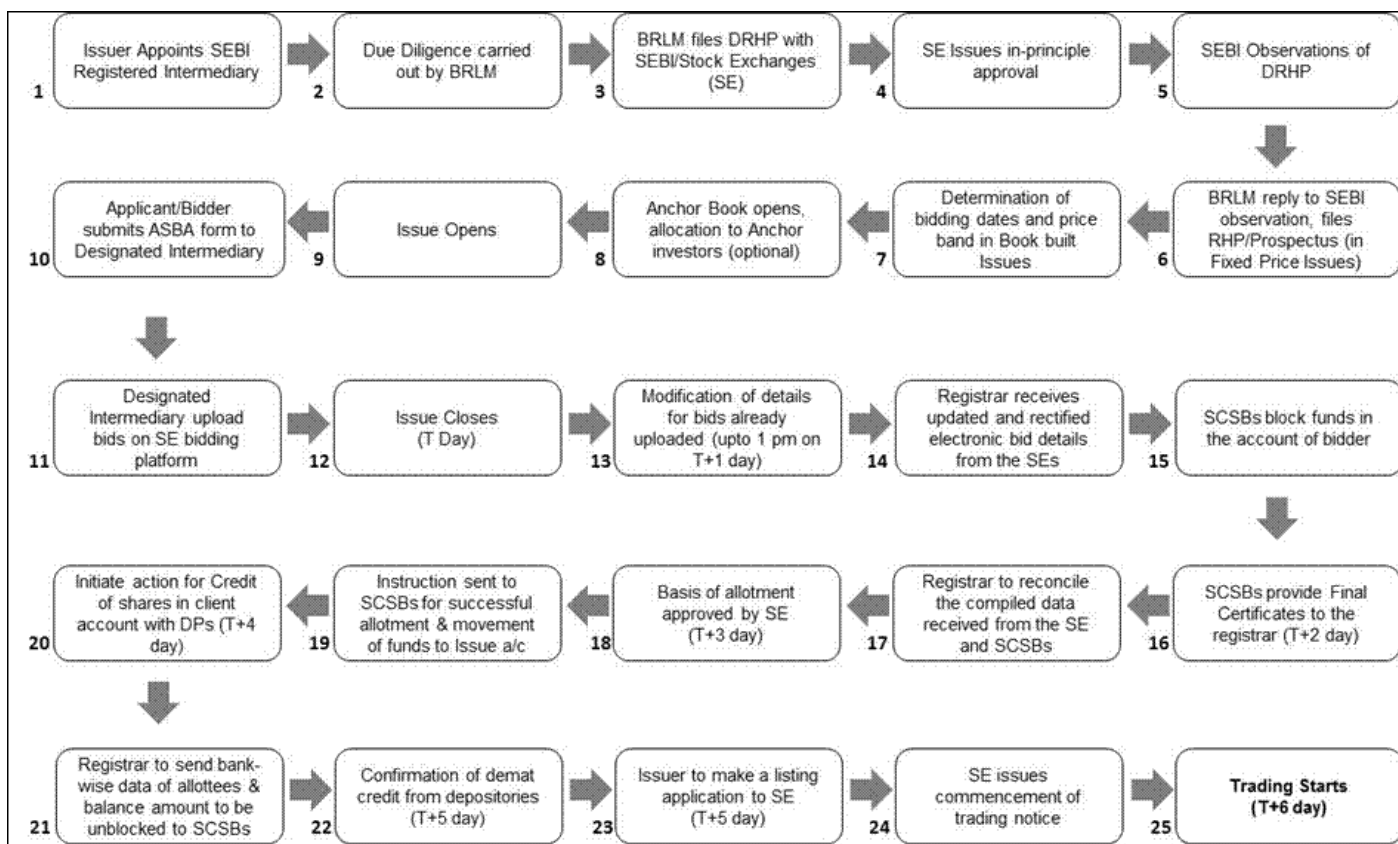 Issuer Appoints SEBI
Registered Intermediary
1
Due Diligence carried
out by BRLM
2
BRLM files DRHP with
SEBI/Stock Exchanges
(SE)
3
SE Issues in-principle
approval
4
SEBI Observations of
DRHP
5
BRLM reply to SEBI
observation, files
RHP/Prospectus (in
Fixed Price Issues)
6
Determination of
bidding dates and price
band in Book built
Issues
7
Anchor Book opens,
allocation to Anchor
investors (optional)
8
Issue Opens
9
Applicant/Bidder
submits ASBA form to
Designated Intermediary
10
Designated
Intermediary upload
bids on SE bidding
platform
11
Issue Closes
(T Day)
12
Modification of details
for bids already
uploaded (upto 1 pm on
T+1 day)
13
Registrar receives
updated and rectified
electronic bid details
from the SEs
14
SCSBs block funds in
the account of bidder
15
SCSBs provide Final
Certificates to the
registrar (T+2 day)
16
Registrar to reconcile
the compiled data
received from the SE
and SCSBs
17
Basis of allotment
approved by SE
(T+3 day)
18
Instruction sent to
SCSBs for successful
allotment & movement
of funds to Issue a/c
19
Initiate action for Credit
of shares in client
account with DPs (T+4
day)
20
Registrar to send bank-
wise data of allottees &
balance amount to be
unblocked to SCSBs
21
Confirmation of demat
credit from depositories
(T+5 day)
22
Issuer to make a listing
application to SE
(T+5 day)
23
SE issues
commencement of
trading notice
24
Trading Starts
(T+6 day)
25